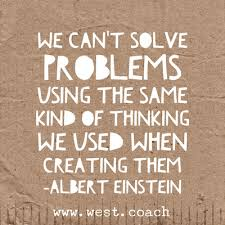 WE CAN'T SOLVE
PROBLEMS
USING THE SAME
KIND OF THINKING
WE USED WHEN
CREATING THEM
-ALBERT EINSTEIN
www.west.coach